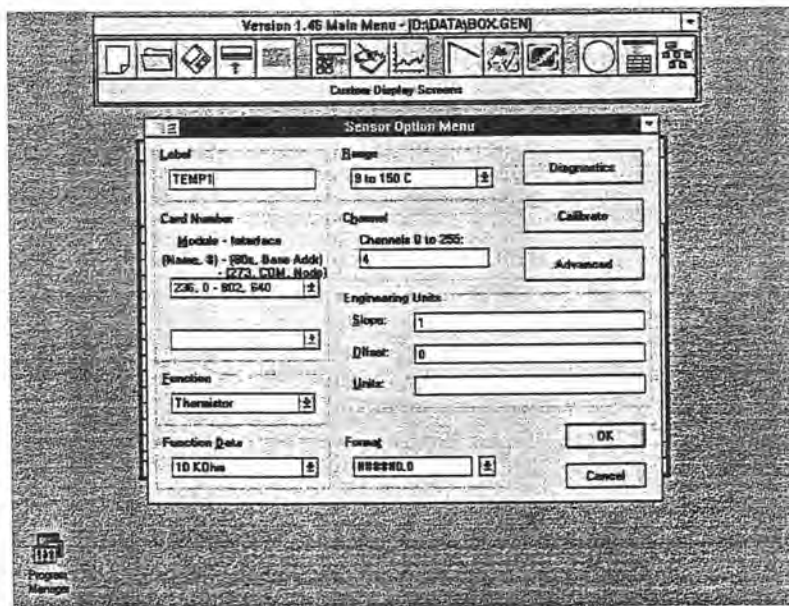 Version 1.46 Main Menu - [D:\DATA\BOX.GEN]
Custom Display Screens
Sensor Option Menu
Label
TEMP1
Range
0 to 150 C
Diagnostics
Card Number
Module - Interface
(Name, #) - (80x, Base Addr)
- (273, COM, Node)
236, 0 - 802, 640
Channel
Channels 0 to 255:
4
Calibrate
Advanced
Engineering Units
Slope: 1
Offset: 0
Units:
Function
Thermistor
Function Data
10 KOhm
Format
#####0.0
OK
Cancel
Program
Manager